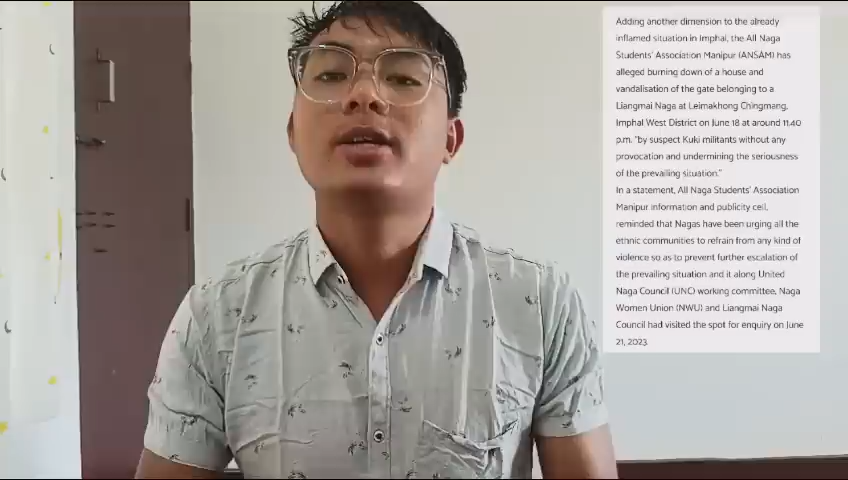 Adding another dimension to the already
inflamed situation in Imphal, the All Naga
Students' Association Manipur (ANSAM) has
alleged burning down of a house and
vandalisation of the gate belonging to a
Liangmai Naga at Leimakhong Chingmang,
Imphal West District on June 18 at around 11.40
p.m. "by suspect Kuki militants without any
provocation and undermining the seriousness
of the prevailing situation."
In a statement, All Naga Students' Association
Manipur information and publicity cell,
reminded that Nagas have been urging all the
ethnic communities to refrain from any kind of
violence so as to prevent further escalation of
the prevailing situation and it along United
Naga Council (UNC) working committee, Naga
Women Union (NWU) and Liangmai Naga
Council had visited the spot for enquiry on June
21, 2023.